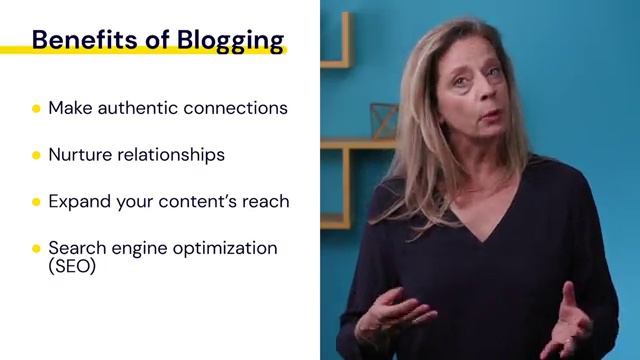 Benefits of Blogging
Make authentic connections
Nurture relationships
Expand your content's reach
Search engine optimization
(SEO)